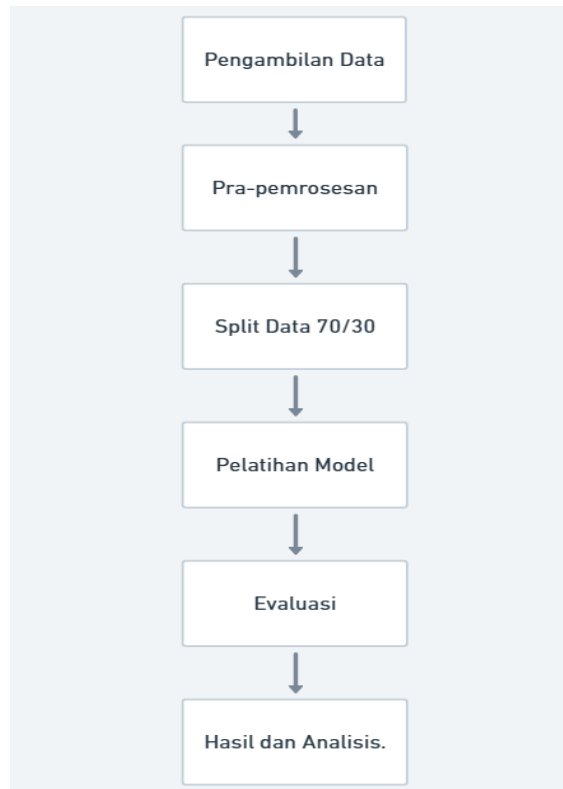 Pengambilan Data
Pra-pemrosesan
Split Data 70/30
Pelatihan Model
Evaluasi
Hasil dan Analisis.